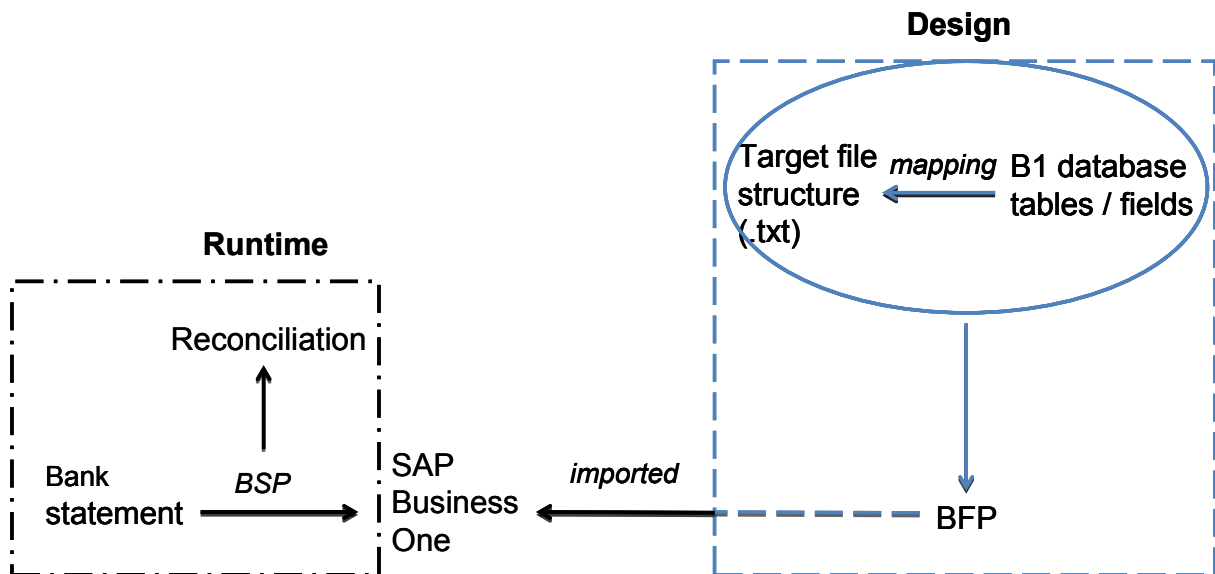 Design
Target file
structure
(.txt)
mapping
B1 database
tables / fields
Runtime
Reconciliation
Bank
statement
BSP
SAP
Business
One
imported
BFP